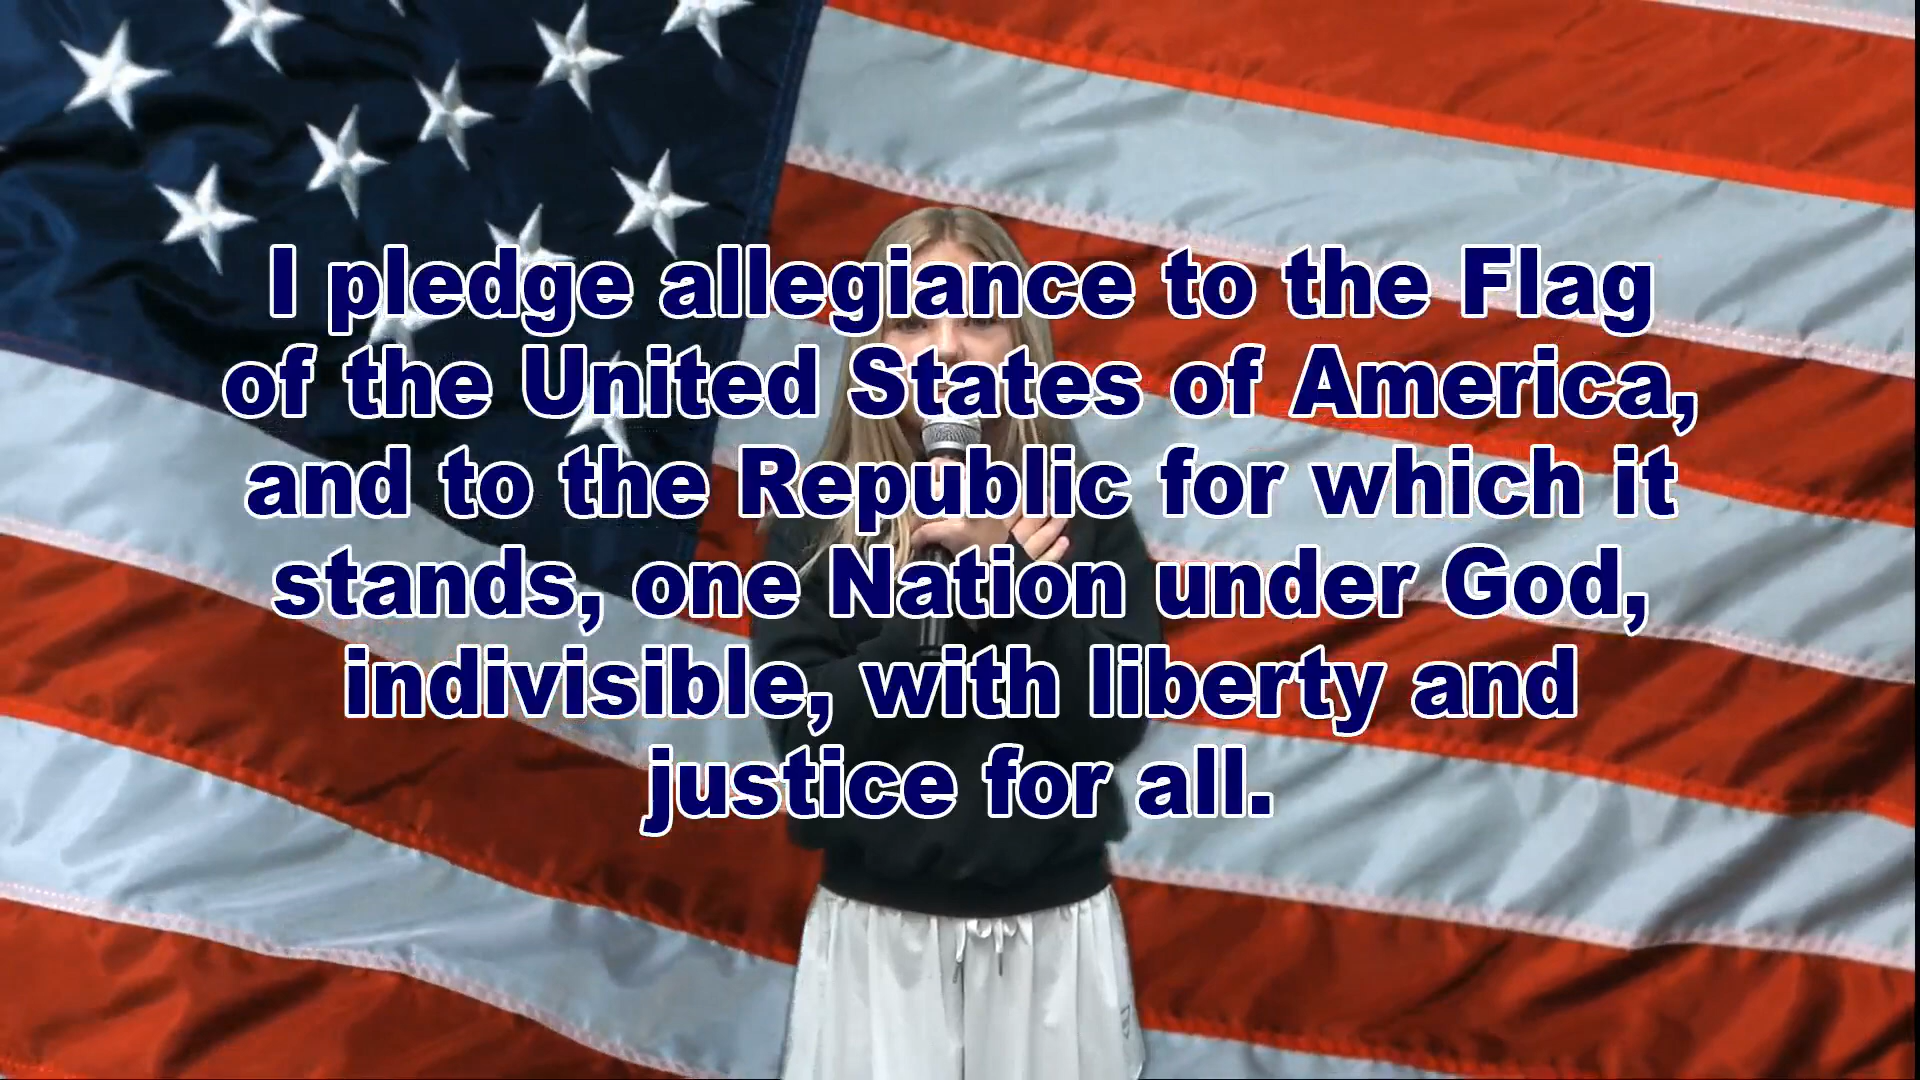 I pledge allegiance to the Flag
of the United States of America,
and to the Republic for which it
stands, one Nation under God,
indivisible, with liberty and
justice for all.